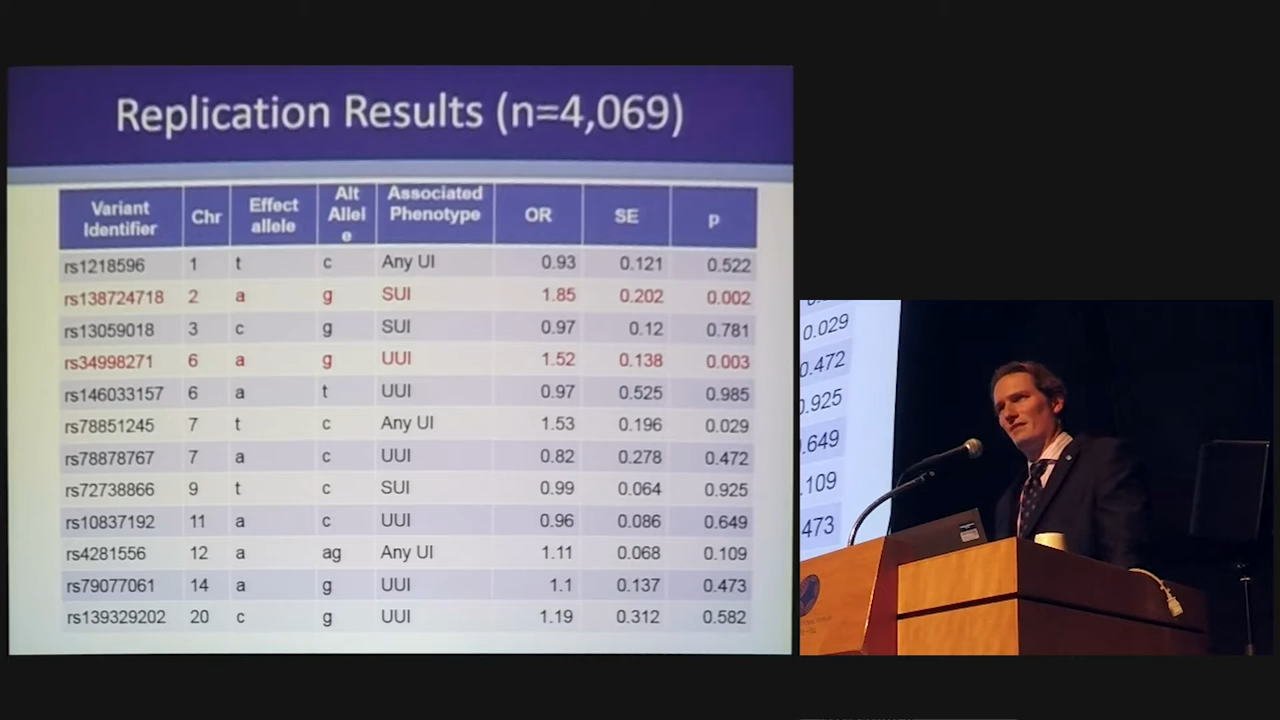 Replication Results (n=4,069)
Variant Identifier Chr Effect allele Alt Allele Associated Phenotype OR SE p
rs1218596 1 t c Any UI 0.93 0.121 0.522
rs138724718 2 a g SUI 1.85 0.202 0.002
rs13059018 3 c g SUI 0.97 0.12 0.781
rs34998271 6 a g UUI 1.52 0.138 0.003
rs146033157 6 a t UUI 0.97 0.525 0.985
rs78851245 7 t c Any UI 1.53 0.196 0.029
rs78878767 7 a c UUI 0.82 0.278 0.472
rs72738866 9 t c SUI 0.99 0.064 0.925
rs10837192 11 a c UUI 0.96 0.086 0.649
rs4281556 12 a ag Any UI 1.11 0.068 0.109
rs79077061 14 a g UUI 1.1 0.137 0.473
rs139329202 20 c g UUI 1.19 0.312 0.582
0.029
0.472
0.925
.649
.109
473